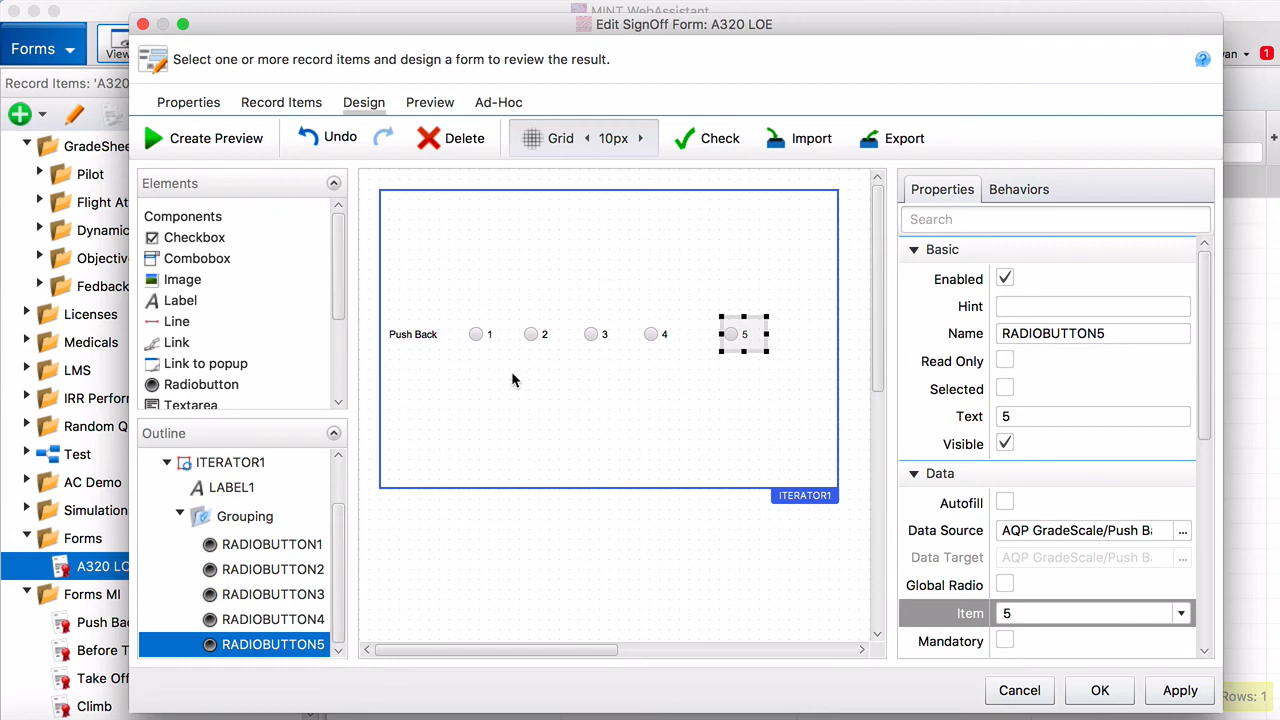 MINT WebAssistant
Edit SignOff Form: A320 LOE
Forms
View
Select one or more record items and design a form to review the result.
1
Record Items: 'A320
Properties
Record Items
Design
Preview
Ad-Hoc
Create Preview
Undo
Delete
Grid
10px
Check
Import
Export
GradeShee
Pilot
Flight At
Dynamic
Objectiv
Fedback
Licenses
Medicals
LMS
IRR Perforr
Random Q
Test
AC Demo
Simulation
Forms
A320 LO
Forms MI
Push Bac
Before T
Take Off
Climb
Elements
Components
Checkbox
Combobox
Image
Label
Line
Link
Link to popup
Radiobutton
Textarea
Outline
ITERATOR1
LABEL1
Grouping
RADIOBUTTON1
RADIOBUTTON2
RADIOBUTTON3
RADIOBUTTON4
RADIOBUTTON5
Push Back 1 2 3 4 5
ITERATOR1
Properties
Behaviors
Search
Basic
Enabled
Hint
Name RADIOBUTTON5
Read Only
Selected
Text 5
Visible
Data
Autofill
Data Source AQP GradeScale/Push Ba ...
Data Target AQP GradeScale/Push Ba ...
Global Radio
Item 5
Mandatory
Cancel
OK
Apply
Rows: 1